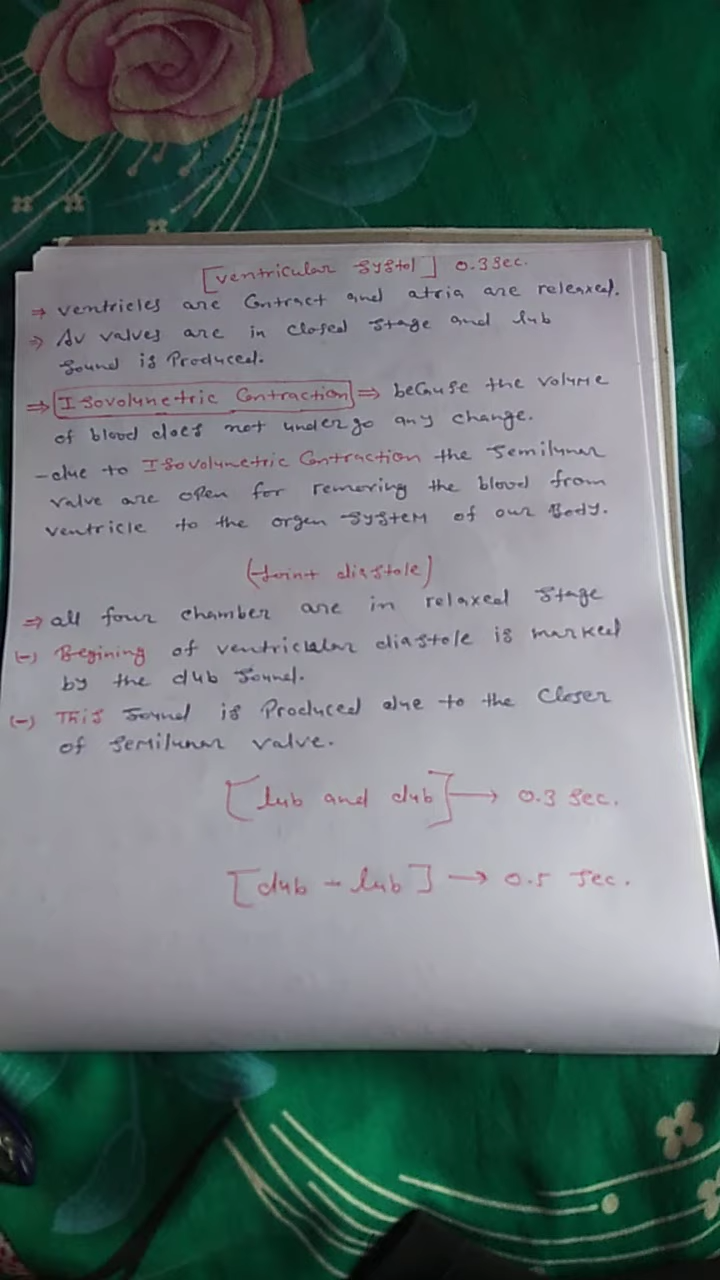 [ventricular systol] 0.3 sec.
⇒ ventricles are Contract and atria are relaxed.
⇒ AV valves are in closed stage and lub
sound is Produced.
⇒ Isovolumetric Contraction ⇒ because the volume
of blood does not undergo any change.
- due to Isovolumetric Contraction the semilunar
valve are open for removing the blood from
ventricle to the orgen system of our Body.
(Joint diastole)
⇒ all four chamber are in relaxed stage
(-) Begining of ventricular diastole is marked
by the dub sound.
(-) This sound is Produced due to the Closer
of semilunar valve.
[lub and dub] → 0.3 sec.
[dub - lub] → 0.5 sec.